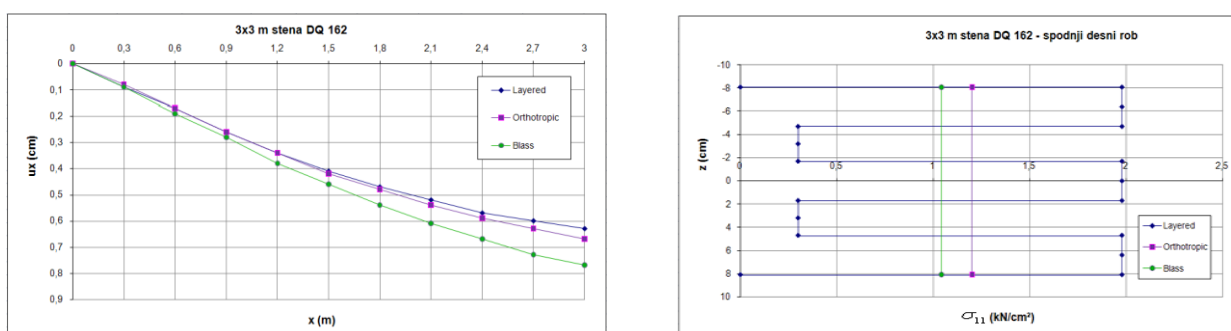 3x3 m stena DQ 162
0 0,3 0,6 0,9 1,2 1,5 1,8 2,1 2,4 2,7 3
0
0,1
0,2
0,3
0,4
0,5
0,6
0,7
0,8
0,9
ux (cm)
Layered
Orthotropic
Blass
x (m)
3x3 m stena DQ 162 - spodnji desni rob
-10
-8
-6
-4
-2
0
2
4
6
8
10
z (cm)
0 0,5 1 1,5 2 2,5
Layered
Orthotropic
Blass
σ11 (kN/cm²)